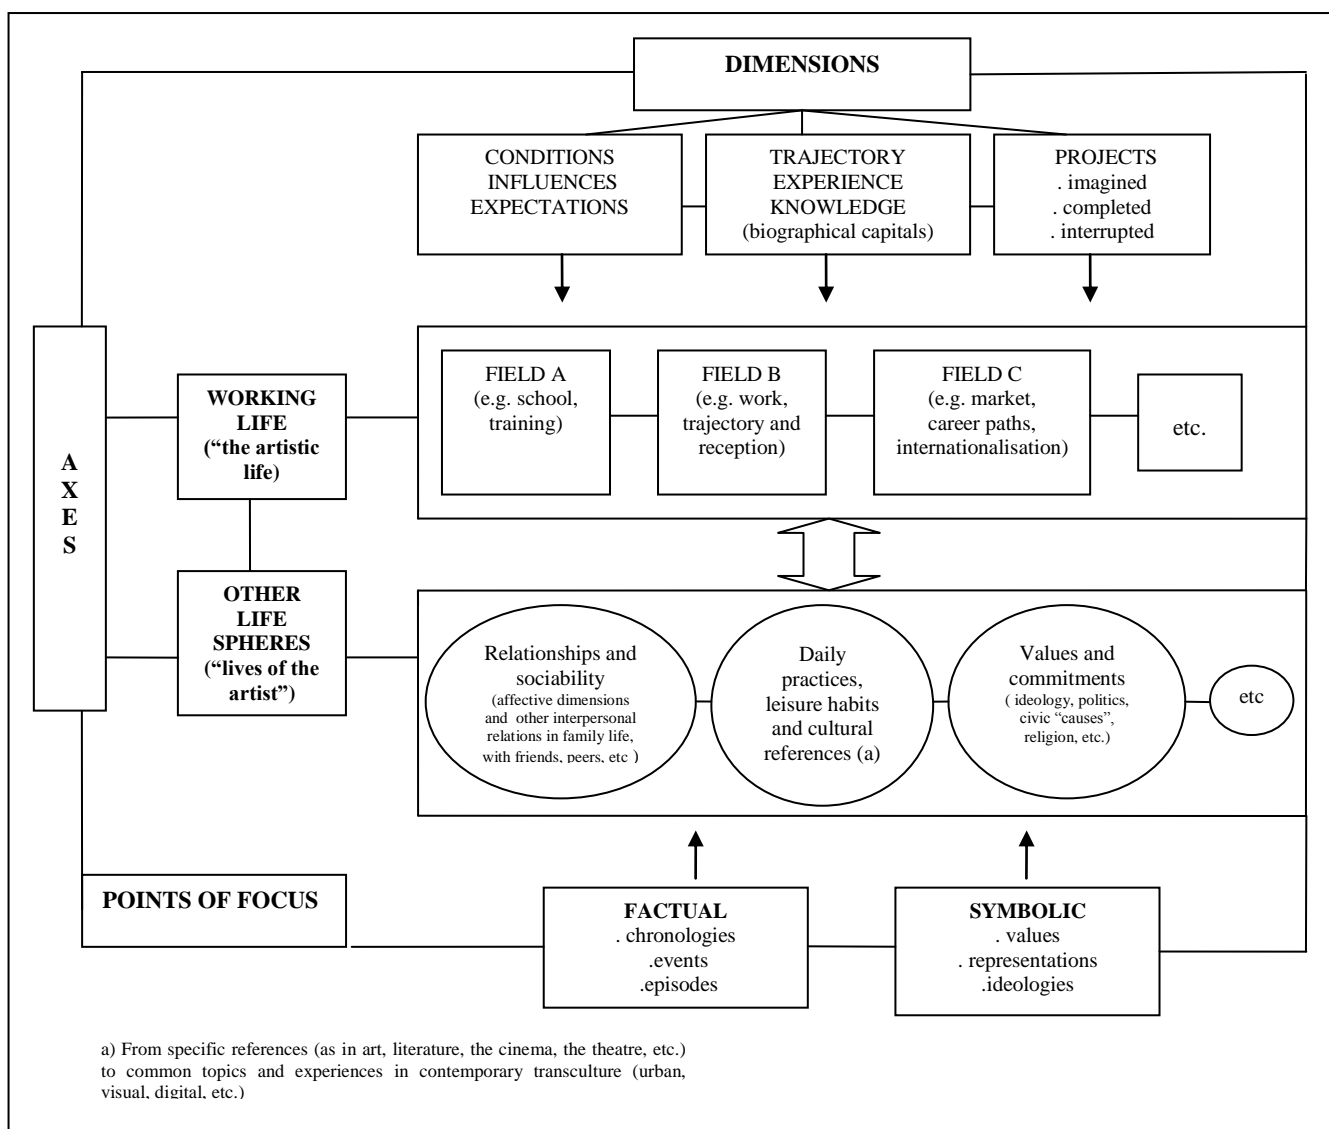 DIMENSIONS
CONDITIONS
INFLUENCES
EXPECTATIONS
TRAJECTORY
EXPERIENCE
KNOWLEDGE
(biographical capitals)
PROJECTS
. imagined
. completed
. interrupted
A
X
E
S
WORKING
LIFE
(“the artistic
life)
FIELD A
(e.g. school,
training)
FIELD B
(e.g. work,
trajectory and
reception)
FIELD C
(e.g. market,
career paths,
internationalisation)
etc.
OTHER
LIFE
SPHERES
(“lives of the
artist”)
Relationships and
sociability
(affective dimensions
and other interpersonal
relations in family life,
with friends, peers, etc )
Daily
practices,
leisure habits
and cultural
references (a)
Values and
commitments
( ideology, politics,
civic “causes”,
religion, etc.)
etc
POINTS OF FOCUS
FACTUAL
. chronologies
.events
.episodes
SYMBOLIC
. values
. representations
.ideologies
a) From specific references (as in art, literature, the cinema, the theatre, etc.)
to common topics and experiences in contemporary transculture (urban,
visual, digital, etc.)